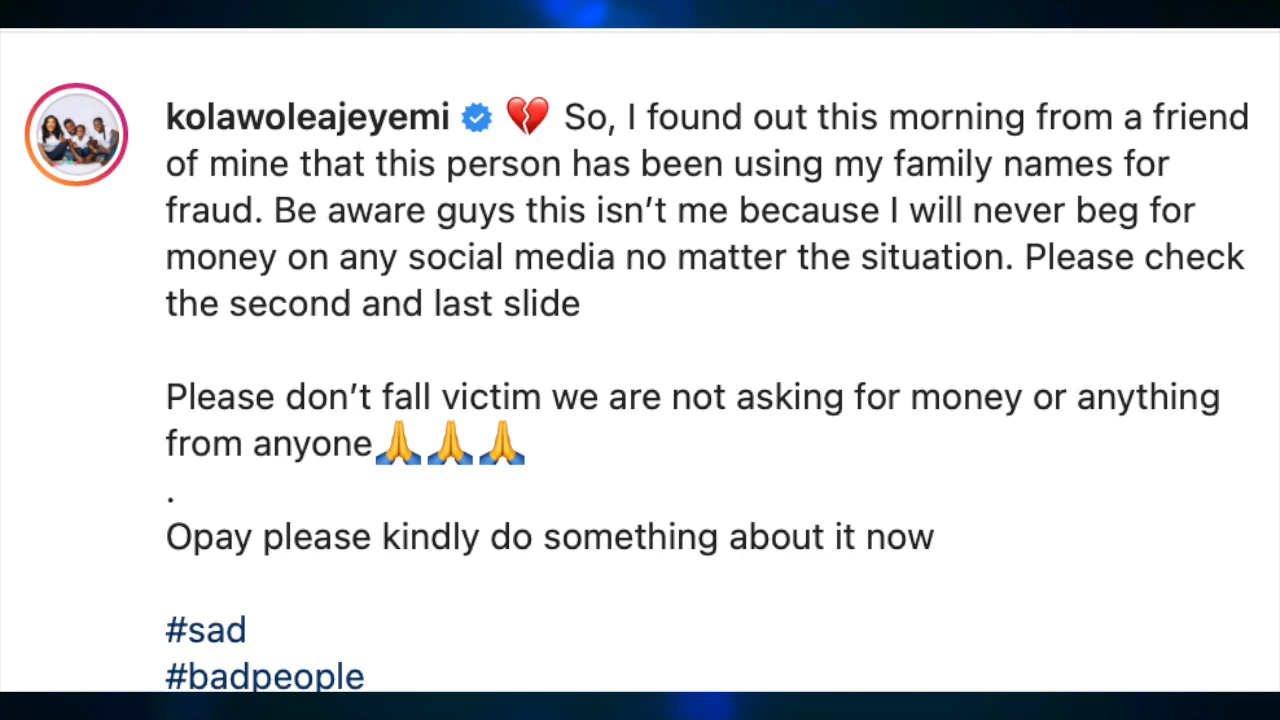 kolawoleajeyemi 💔 So, I found out this morning from a friend
of mine that this person has been using my family names for
fraud. Be aware guys this isn’t me because I will never beg for
money on any social media no matter the situation. Please check
the second and last slide
Please don’t fall victim we are not asking for money or anything
from anyone🙏🙏🙏
.
Opay please kindly do something about it now
#sad
#badpeople